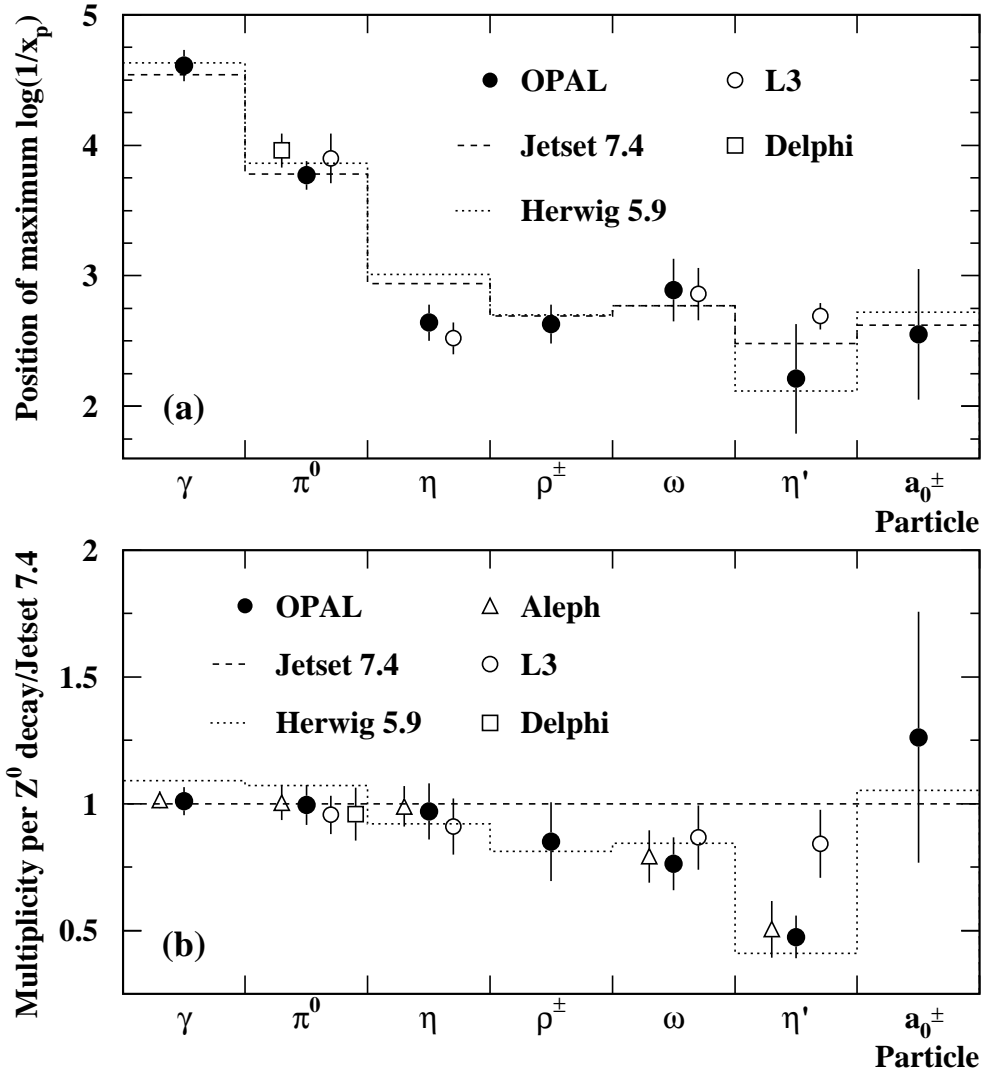 Position of maximum log(1/xₚ)
5
4
3
2
OPAL
L3
Jetset 7.4
Delphi
Herwig 5.9
(a)
γ π⁰ η ρ± ω η' a₀±
Particle
Multiplicity per Z⁰ decay/Jetset 7.4
2
1.5
1
0.5
OPAL
Aleph
Jetset 7.4
L3
Herwig 5.9
Delphi
(b)
γ π⁰ η ρ± ω η' a₀±
Particle